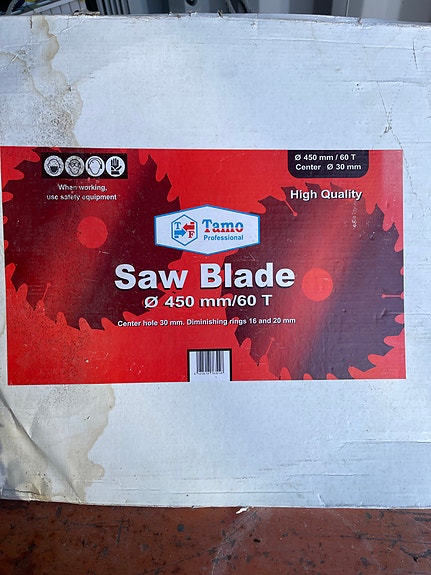 Ø 450 mm / 60 T
Center Ø 30 mm
When working,
use safety equipment
High Quality
T F
Tamo
Professional
Saw Blade
Ø 450 mm/60 T
Center hole 30 mm. Diminishing rings 16 and 20 mm